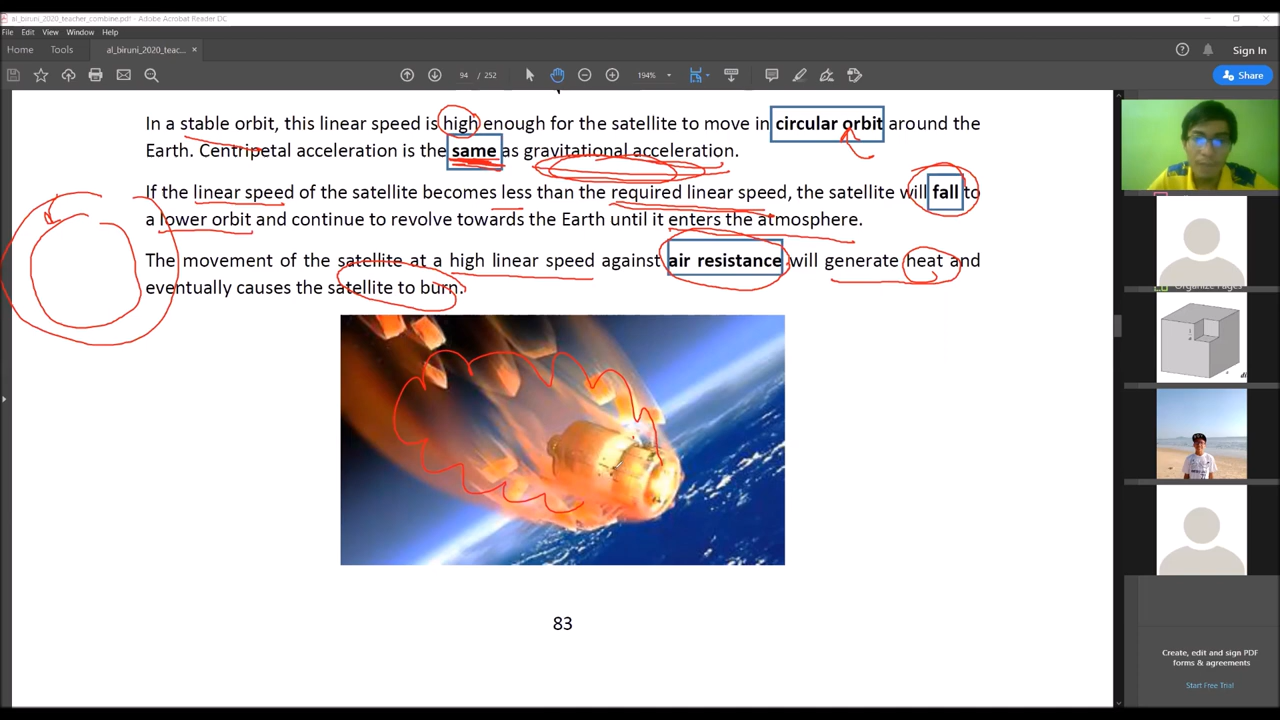 al_biruni_2020_teacher_combine.pdf - Adobe Acrobat Reader DC
File Edit View Window Help
Home Tools al_biruni_2020_teac... × Sign In
94 / 252 194% Share
In a stable orbit, this linear speed is high enough for the satellite to move in circular orbit around the
Earth. Centripetal acceleration is the same as gravitational acceleration.
If the linear speed of the satellite becomes less than the required linear speed, the satellite will fall to
a lower orbit and continue to revolve towards the Earth until it enters the atmosphere.
The movement of the satellite at a high linear speed against air resistance will generate heat and
eventually causes the satellite to burn.
Organize Pages
83
Create, edit and sign PDF
forms & agreements
Start Free Trial